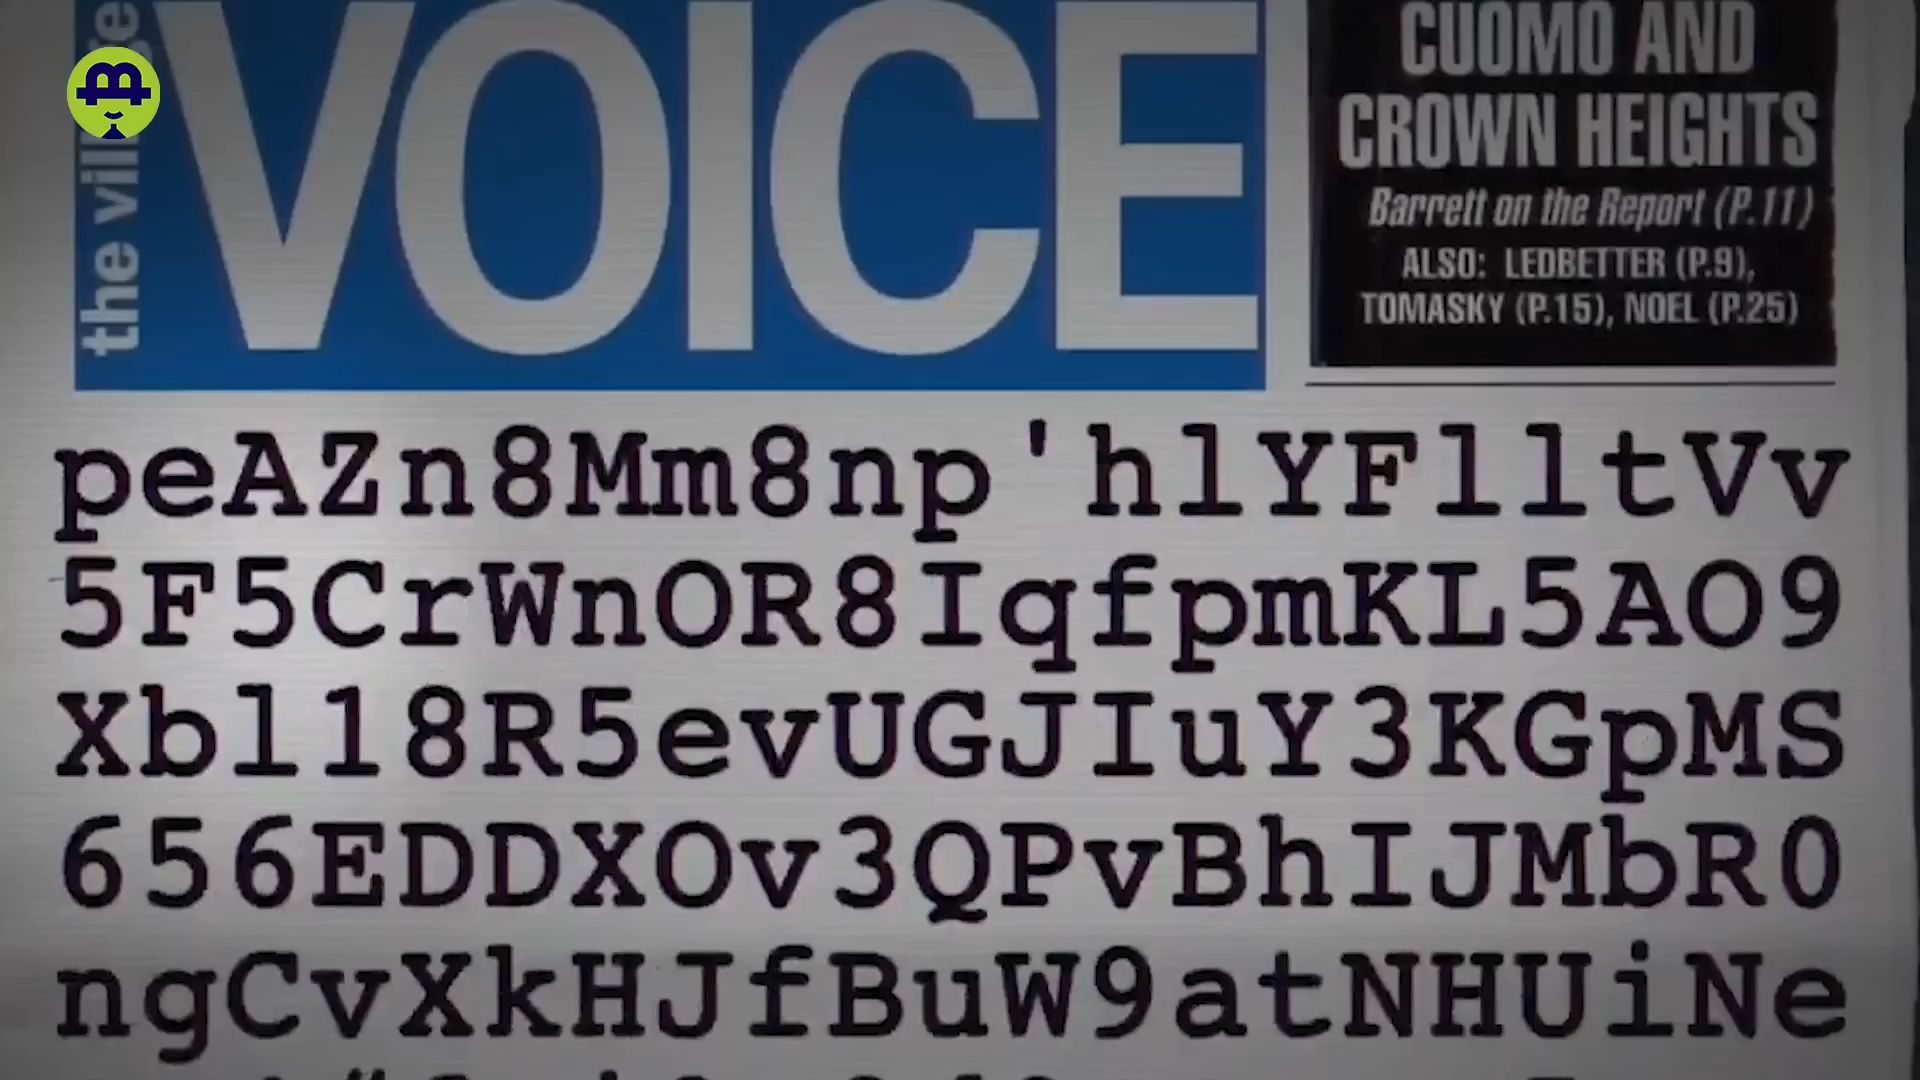 the village
VOICE
CUOMO AND
CROWN HEIGHTS
Barrett on the Report (P.11)
ALSO: LEDBETTER (P.9),
TOMASKY (P.15), NOEL (P.25)
peAZn8Mm8np'hlYFlltVv
5F5CrWnOR8IqfpmKL5AO9
Xbl18R5evUGJIuY3KGpMS
656EDDXOv3QPvBhIJMbR0
ngCvXkHJfBuW9atNHUiNe